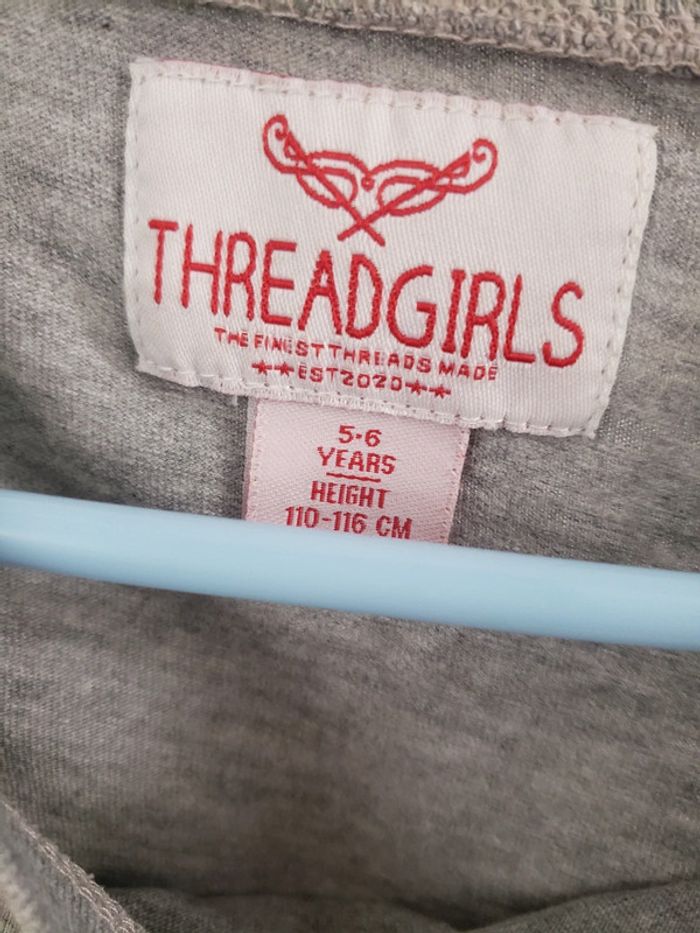 THREADGIRLS
THE FINEST THREADS MADE
★★EST2020★★
5-6
YEARS
HEIGHT
110-116 CM